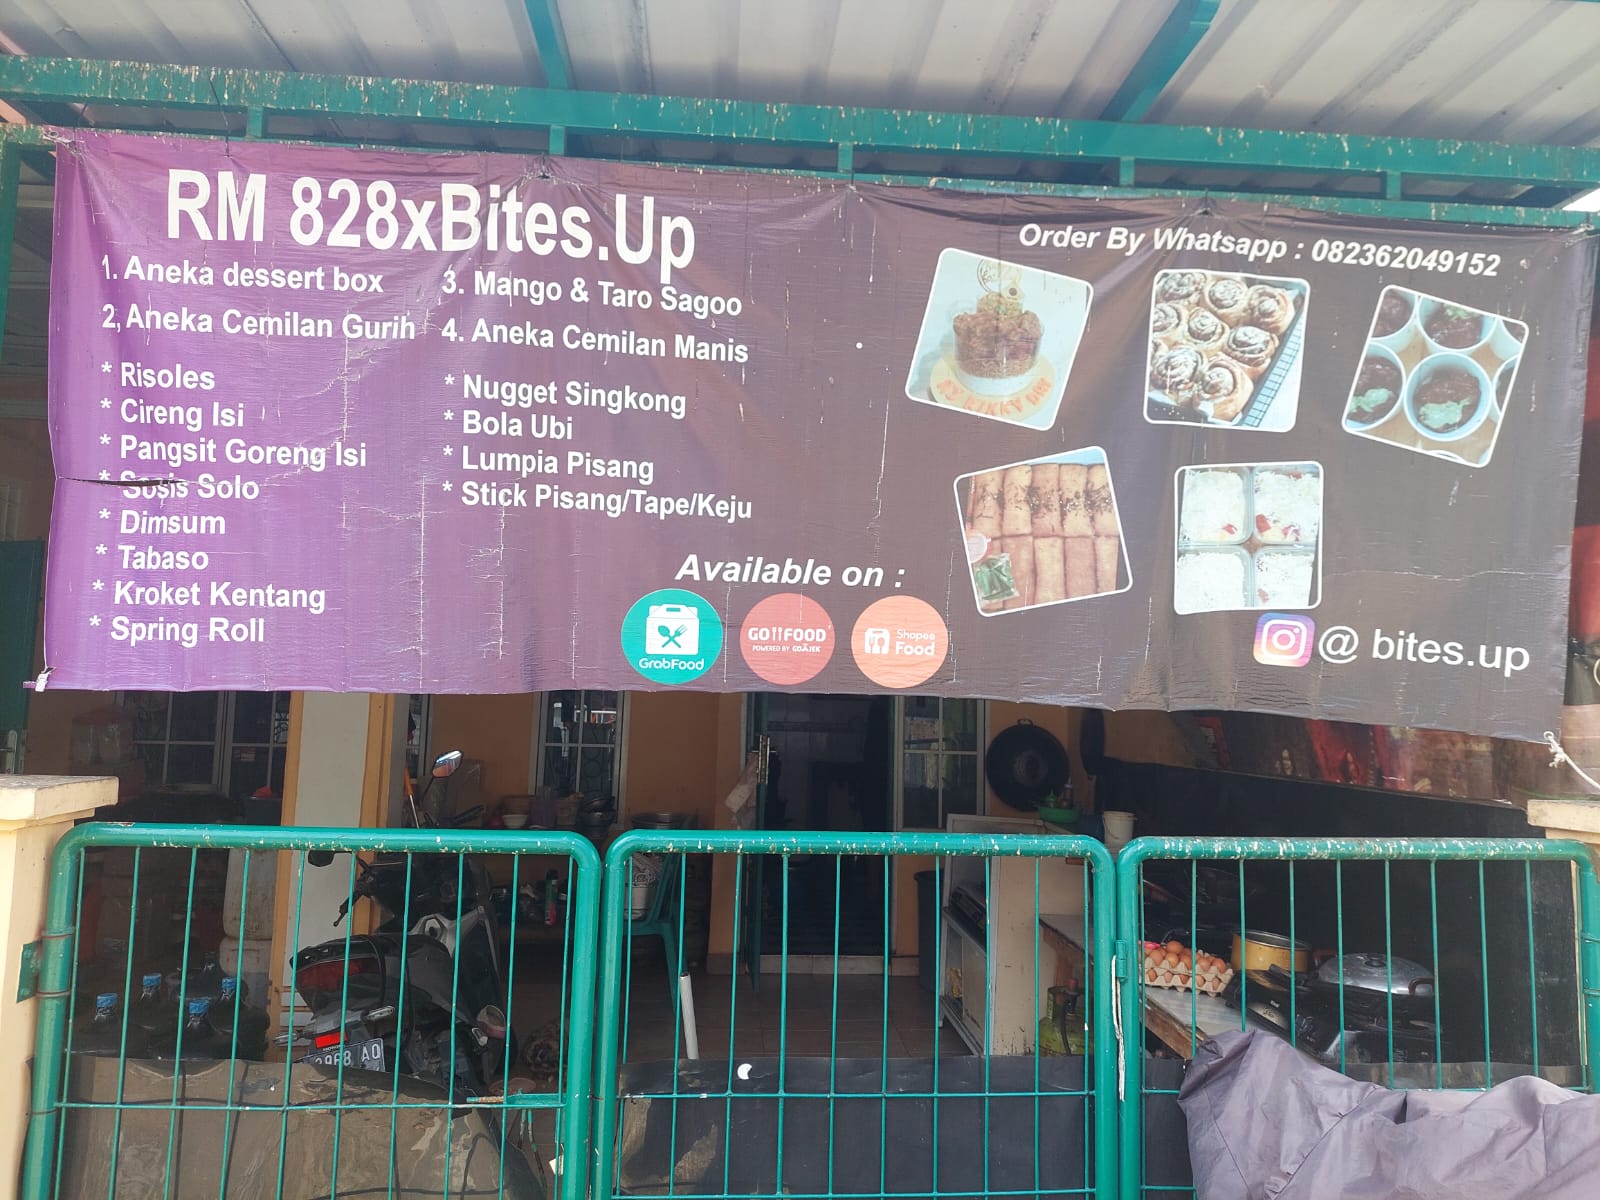 RM 828xBites.Up
1. Aneka dessert box
2, Aneka Cemilan Gurih
* Risoles
* Cireng Isi
* Pangsit Goreng Isi
* Sosis Solo
* Dimsum
* Tabaso
* Kroket Kentang
* Spring Roll
3. Mango & Taro Sagoo
4. Aneka Cemilan Manis
* Nugget Singkong
* Bola Ubi
* Lumpia Pisang
* Stick Pisang/Tape/Keju
Available on :
GrabFood
GO FOOD
POWERED BY GOJEK
Shopee
Food
Order By Whatsapp : 082362049152
@ bites.up